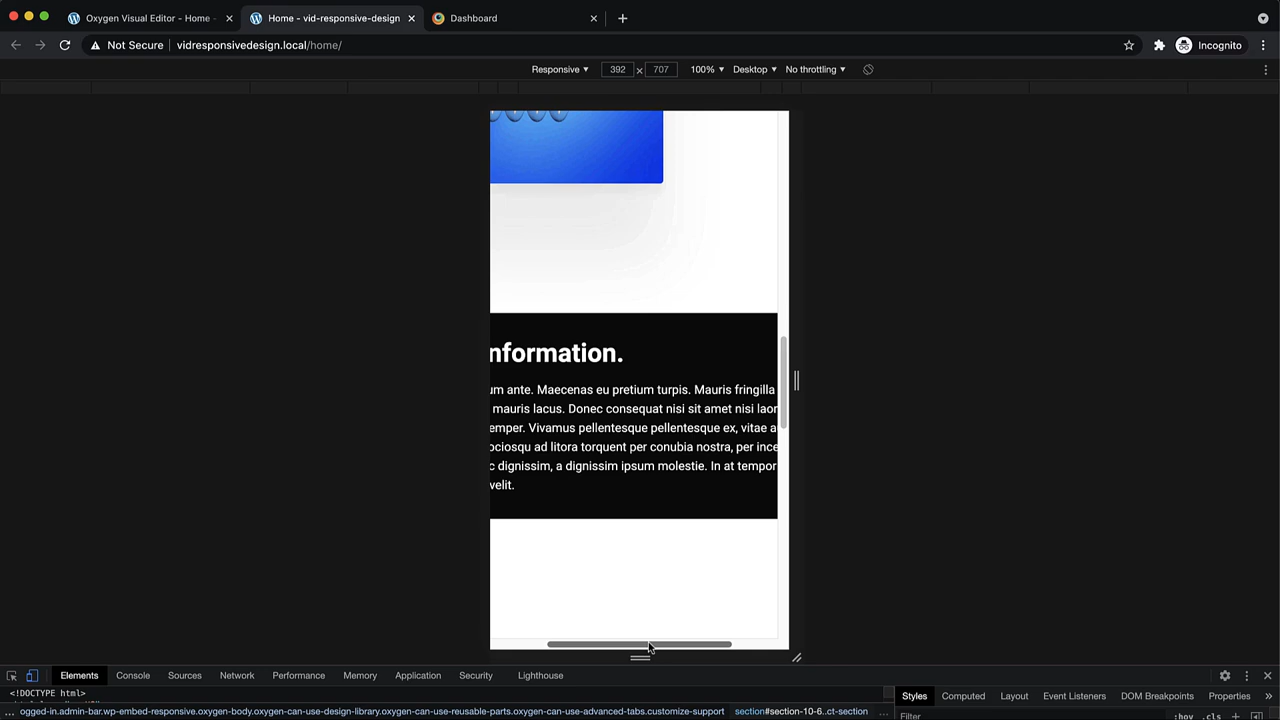 Oxygen Visual Editor - Home -
Home - vid-responsive-design
Dashboard
Not Secure
vidresponsivedesign.local/home/
Incognito
Responsive
392
×
707
100%
Desktop
No throttling
nformation.
um ante. Maecenas eu pretium turpis. Mauris fringilla
mauris lacus. Donec consequat nisi sit amet nisi laor
emper. Vivamus pellentesque pellentesque ex, vitae a
ociosqu ad litora torquent per conubia nostra, per ince
c dignissim, a dignissim ipsum molestie. In at tempor
velit.
Elements
Console
Sources
Network
Performance
Memory
Application
Security
Lighthouse
<!DOCTYPE html>
Styles
Computed
Layout
Event Listeners
DOM Breakpoints
Properties
...
ogged-in.admin-bar.wp-embed-responsive.oxygen-body.oxygen-can-use-design-library.oxygen-can-use-reusable-parts.oxygen-can-use-advanced-tabs.customize-support
section#section-10-6..ct-section
...
Filter
:hov
.cls